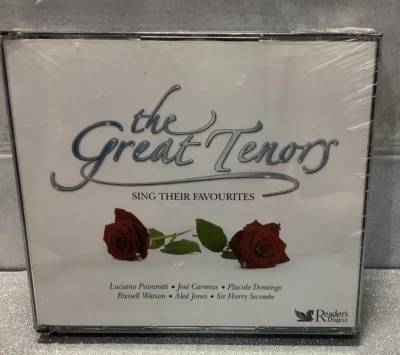 the
Great Tenors
SING THEIR FAVOURITES
Luciano Pavarotti • José Carreras • Placido Domingo
Russell Watson • Aled Jones • Sir Harry Secombe
Reader's
Digest